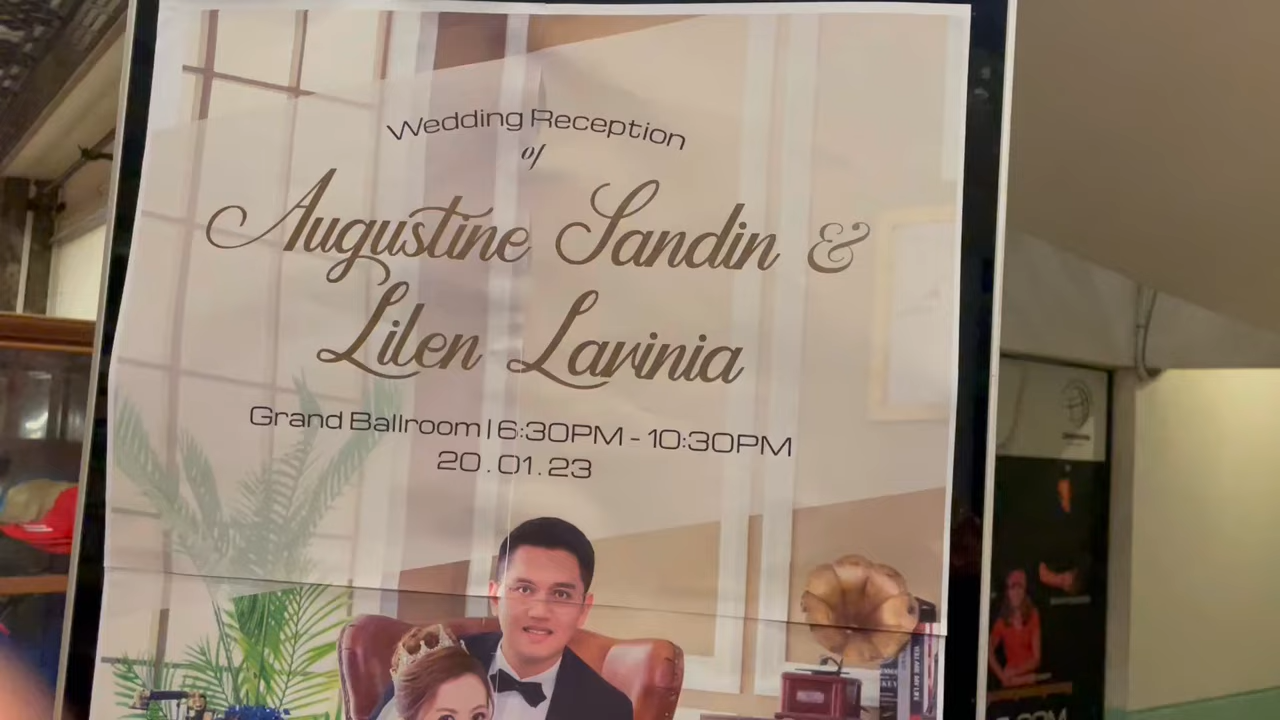 Wedding Reception
of
Augustine Sandin &
Lilen Lavinia
Grand Ballroom | 6:30PM - 10:30PM
20.01.23